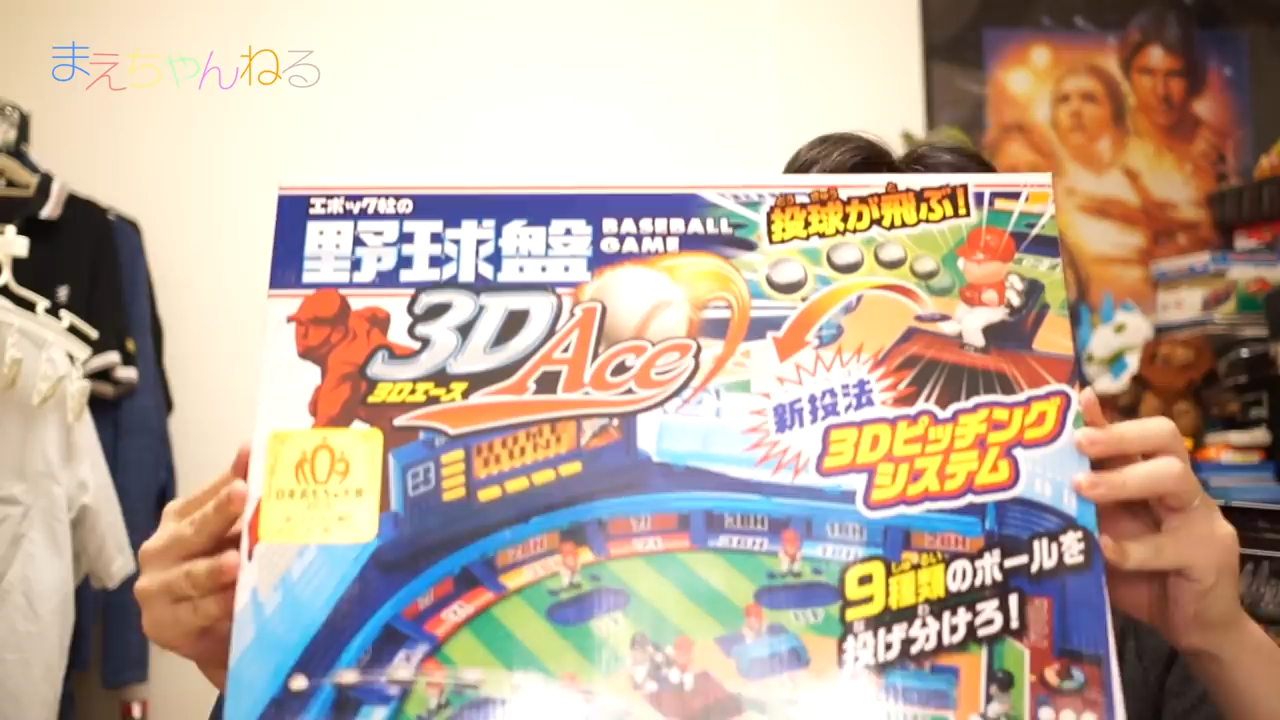 まえちゃんねる
エポック社の
野球盤 BASEBALL GAME
3D Ace
3Dエース
投球が飛ぶ!
新投法
3Dピッチング
システム
9種類のボールを
投げ分けろ!